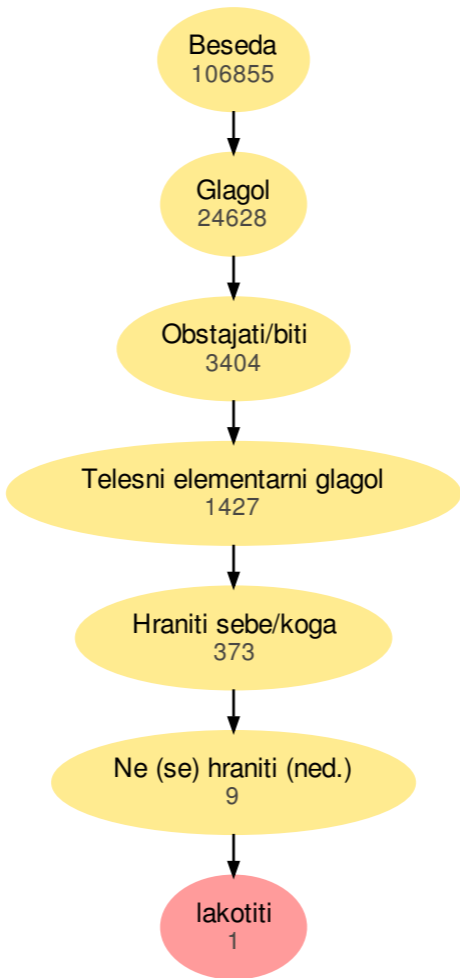 Beseda
106855
Glagol
24628
Obstajati/biti
3404
Telesni elementarni glagol
1427
Hraniti sebe/koga
373
Ne (se) hraniti (ned.)
9
lakotiti
1